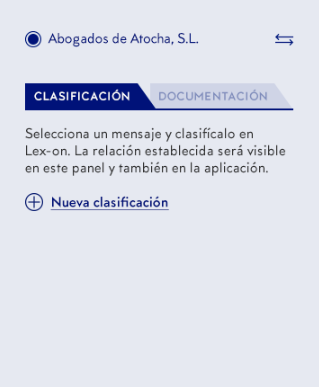 Abogados de Atocha, S.L.
CLASIFICACIÓN DOCUMENTACIÓN
Selecciona un mensaje y clasifícalo en
Lex-on. La relación establecida será visible
en este panel y también en la aplicación.
Nueva clasificación